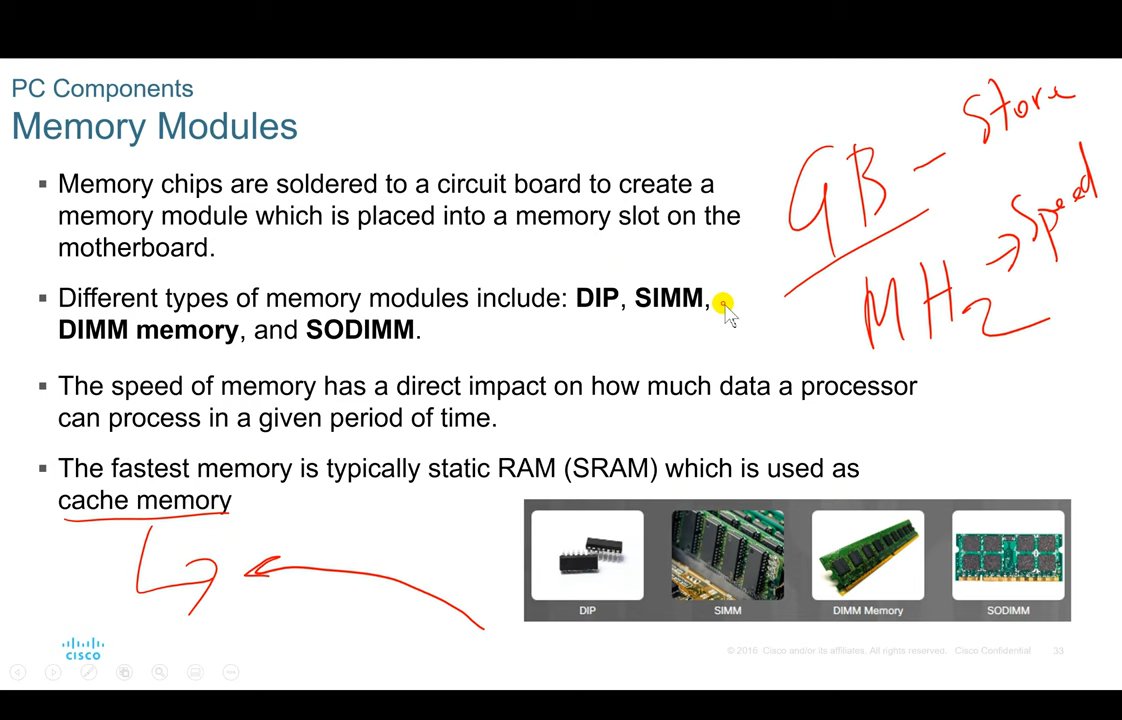 PC Components
Memory Modules
▪ Memory chips are soldered to a circuit board to create a
memory module which is placed into a memory slot on the
motherboard.
▪ Different types of memory modules include: DIP, SIMM,
DIMM memory, and SODIMM.
▪ The speed of memory has a direct impact on how much data a processor
can process in a given period of time.
▪ The fastest memory is typically static RAM (SRAM) which is used as
cache memory
GB – Store
MHz → Speed
DIP
SIMM
DIMM Memory
SODIMM
CISCO
© 2016 Cisco and/or its affiliates. All rights reserved. Cisco Confidential 33